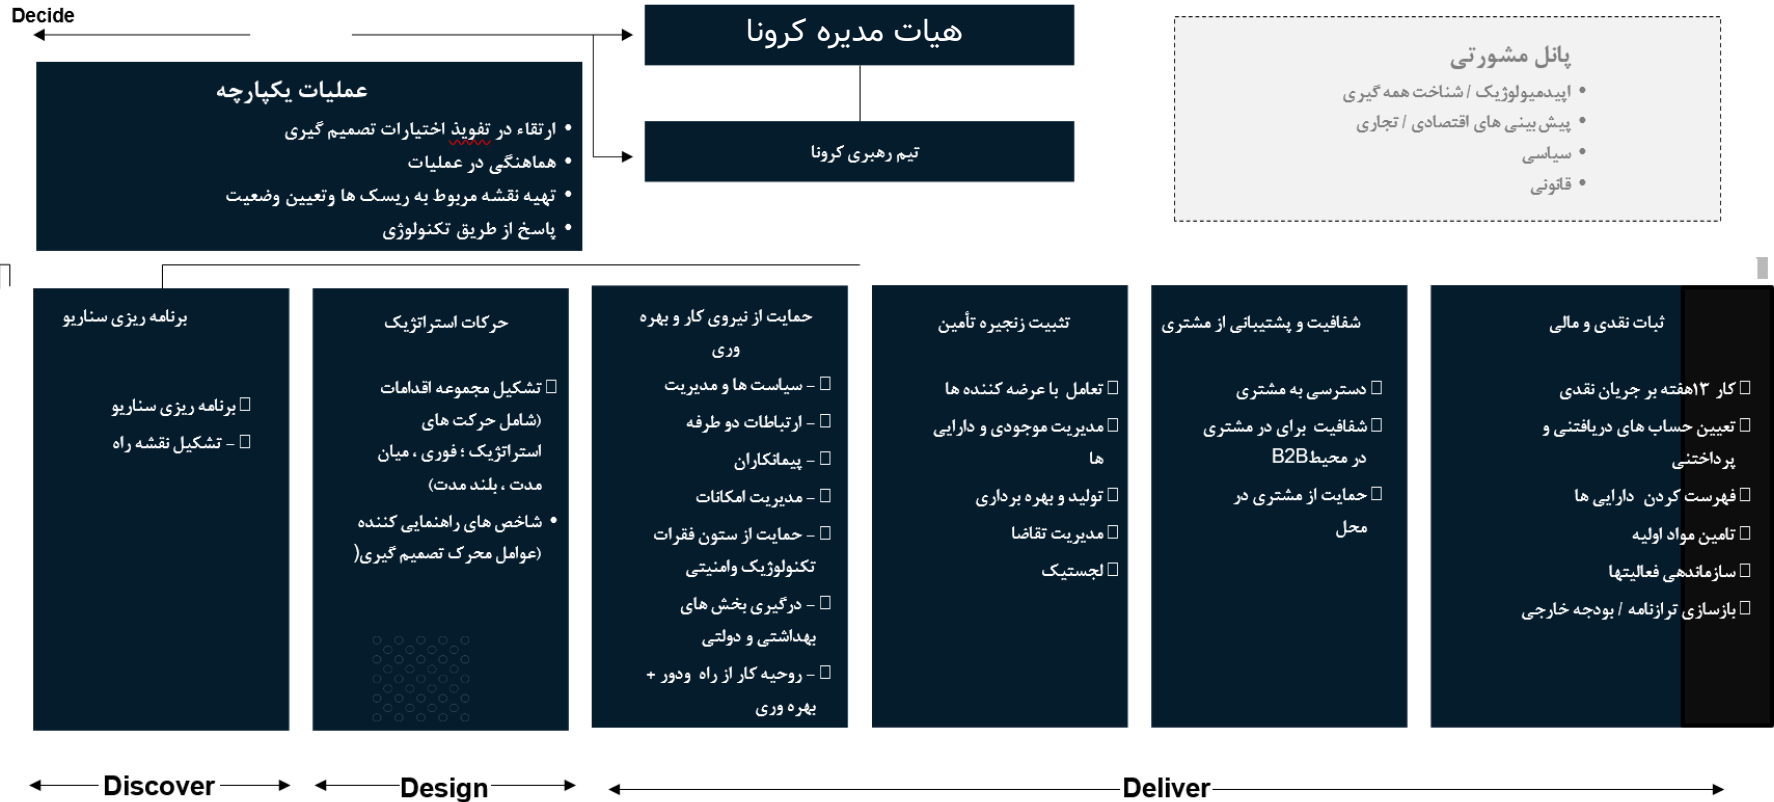 Decide
هیات مدیره کرونا
پانل مشورتی
• اپیدمیولوژیک / شناخت همه گیری
• پیش‌بینی های اقتصادی / تجاری
• سیاسی
• قانونی
عملیات یکپارچه
• ارتقاء در تفویذ اختیارات تصمیم گیری
• هماهنگی در عملیات
• تهیه نقشه مربوط به ریسک ها وتعیین وضعیت
• پاسخ از طریق تکنولوژی
تیم رهبری کرونا
ثبات نقدی و مالی
کار ۱۳هفته بر جریان نقدی
تعیین حساب های دریافتنی و
پرداختنی
فهرست کردن دارایی ها
تامین مواد اولیه
سازماندهی فعالیتها
بازسازی ترازنامه / بودجه خارجی
شفافیت و پشتیبانی از مشتری
دسترسی به مشتری
شفافیت برای در مشتری
در محیطB2B
حمایت از مشتری در
محل
تثبیت زنجیره تأمین
تعامل با عرضه کننده ها
مدیریت موجودی و دارایی
ها
تولید و بهره برداری
مدیریت تقاضا
لجستیک
حمایت از نیروی کار و بهره
وری
– سیاست ها و مدیریت
– ارتباطات دو طرفه
– پیمانکاران
– مدیریت امکانات
– حمایت از ستون فقرات
تکنولوژیک وامنیتی
– درگیری بخش های
بهداشتی و دولتی
– روحیه کار از راه ودور +
بهره وری
حرکات استراتژیک
تشکیل مجموعه اقدامات
(شامل حرکت های
استراتژیک ؛ فوری ، میان
مدت ، بلند مدت)
• شاخص های راهنمایی کننده
(عوامل محرک تصمیم گیری(
برنامه ریزی سناریو
برنامه ریزی سناریو
– تشکیل نقشه راه
Discover
Design
Deliver